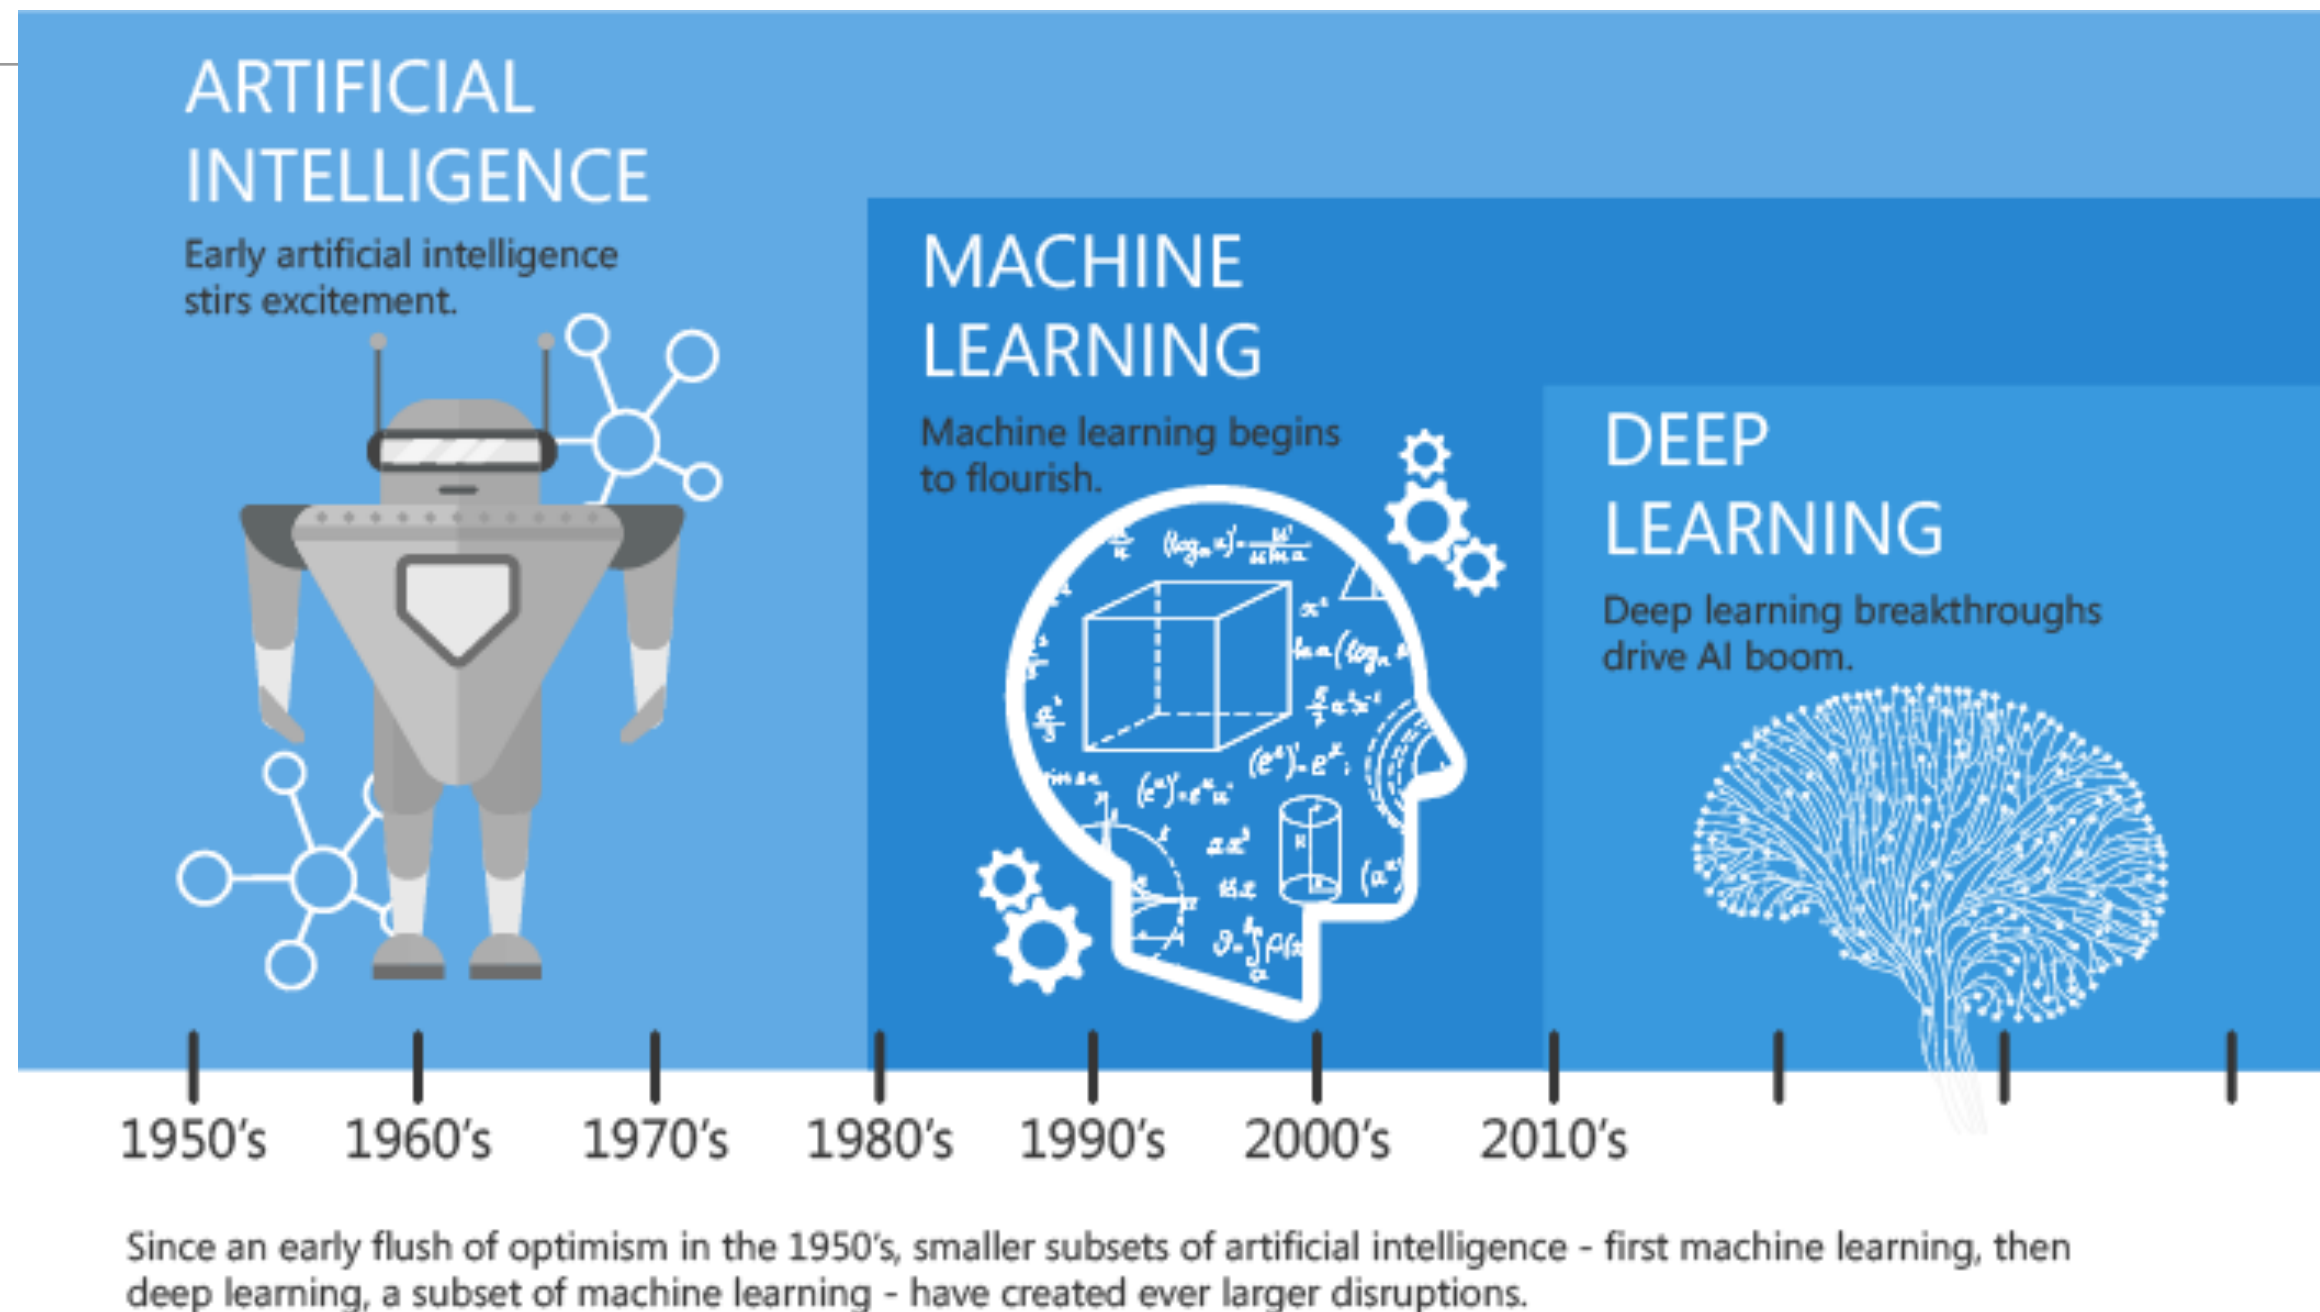 ARTIFICIAL
INTELLIGENCE
Early artificial intelligence
stirs excitement.
MACHINE
LEARNING
Machine learning begins
to flourish.
DEEP
LEARNING
Deep learning breakthroughs
drive AI boom.
1950's 1960's 1970's 1980's 1990's 2000's 2010's
Since an early flush of optimism in the 1950's, smaller subsets of artificial intelligence - first machine learning, then
deep learning, a subset of machine learning - have created ever larger disruptions.